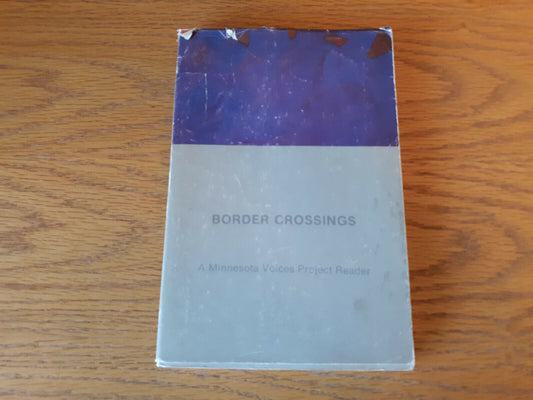 BORDER CROSSINGS
A Minnesota Voices Project Reader